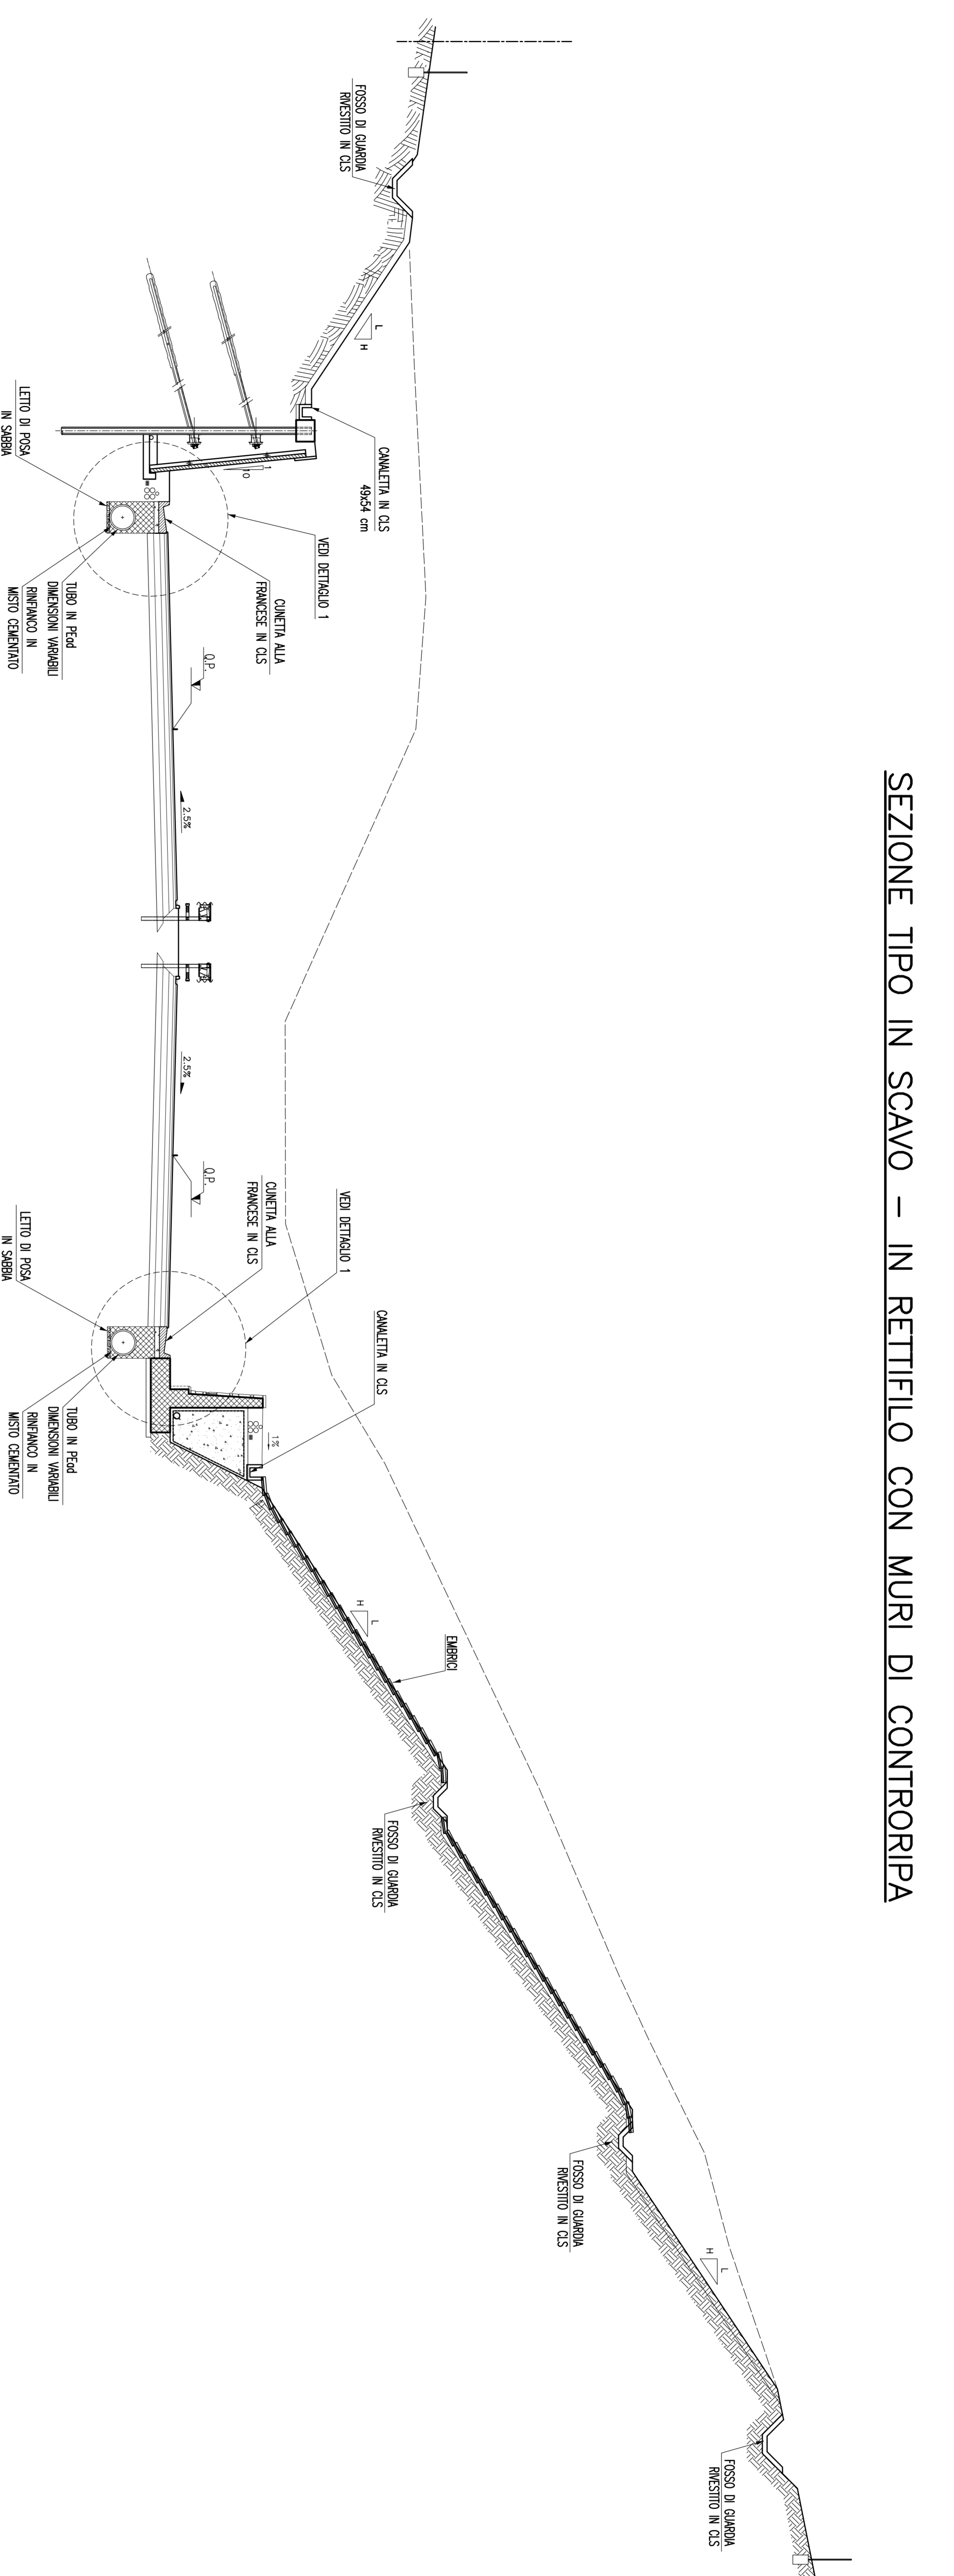 SEZIONE TIPO IN SCAVO – IN RETTIFILO CON MURI DI CONTRORIPA
FOSSO DI GUARDIA
RIVESTITO IN CLS
L
H
CANALETTA IN CLS
49x54 cm
1
10
VEDI DETTAGLIO 1
CUNETTA ALLA
FRANCESE IN CLS
LETTO DI POSA
IN SABBIA
TUBO IN PEad
DIMENSIONI VARIABILI
RINFIANCO IN
MISTO CEMENTATO
Q.P.
2.5%
2.5%
Q.P.
CUNETTA ALLA
FRANCESE IN CLS
VEDI DETTAGLIO 1
CANALETTA IN CLS
LETTO DI POSA
IN SABBIA
TUBO IN PEad
DIMENSIONI VARIABILI
RINFIANCO IN
MISTO CEMENTATO
1%
L
H
EMBRICI
FOSSO DI GUARDIA
RIVESTITO IN CLS
FOSSO DI GUARDIA
RIVESTITO IN CLS
L
H
FOSSO DI GUARDIA
RIVESTITO IN CLS